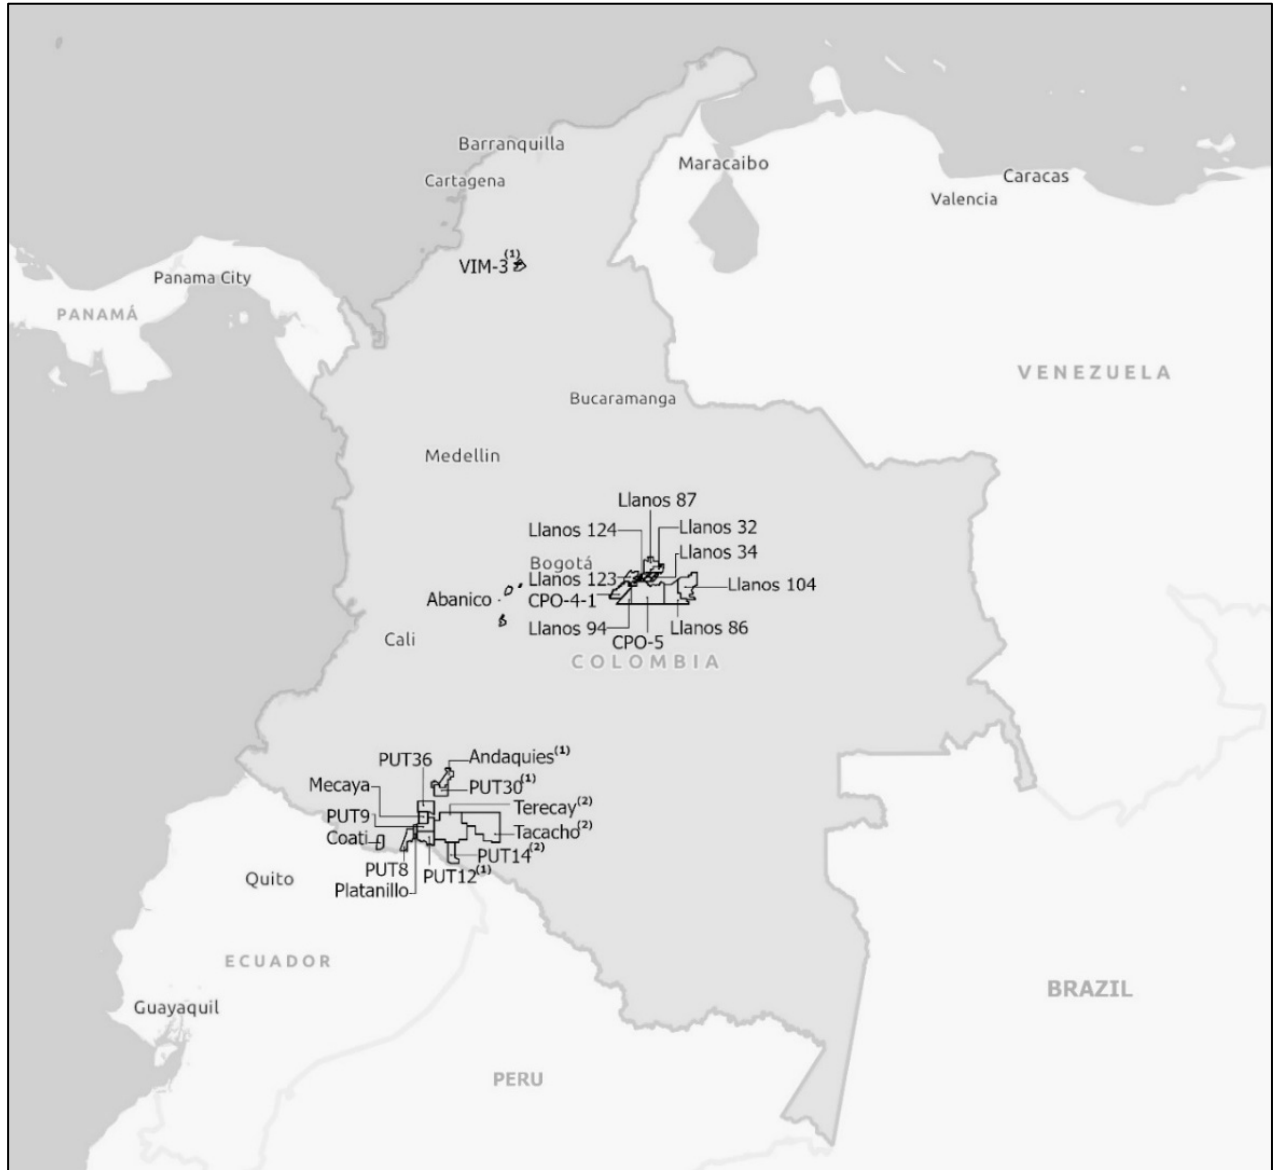 Barranquilla
Cartagena
Maracaibo
Caracas
Valencia
VIM-3(1)
Panama City
PANAMÁ
VENEZUELA
Bucaramanga
Medellin
Llanos 87
Llanos 124
Llanos 32
Llanos 34
Bogotá
Llanos 123
Llanos 104
Abanico
CPO-4-1
Llanos 94
Llanos 86
CPO-5
Cali
COLOMBIA
Andaquies(1)
PUT36
Mecaya
PUT30(1)
Terecay(2)
PUT9
Tacacho(2)
Coati
PUT14(2)
PUT8
PUT12(1)
Quito
Platanillo
ECUADOR
BRAZIL
Guayaquil
PERU